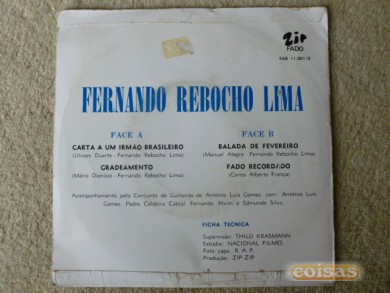 Zip
FADO
FAD 11.001/S
FERNANDO REBOCHO LIMA
FACE A
CARTA A UM IRMÃO BRASILEIRO
(Ulisses Duarte - Fernando Rebocho Lima)
GRADEAMENTO
(Mário Dionísio - Fernando Rebocho Lima)
FACE B
BALADA DE FEVEREIRO
(Manuel Alegre - Fernando Rebocho Lima)
FADO RECORDADO
(Carlos Alberto França)
Acompanhamento pelo Conjunto de Guitarras de António Luís Gomes, com: António Luís
Gomes, Pedro Caldeira Cabral, Fernando Alvim e Edmundo Silva.
FICHA TECNICA
Supervisão: THILO KRASMANN
Estúdio: NACIONAL FILMES
Foto capa: R. A. P.
Produção: ZIP-ZIP
coisas